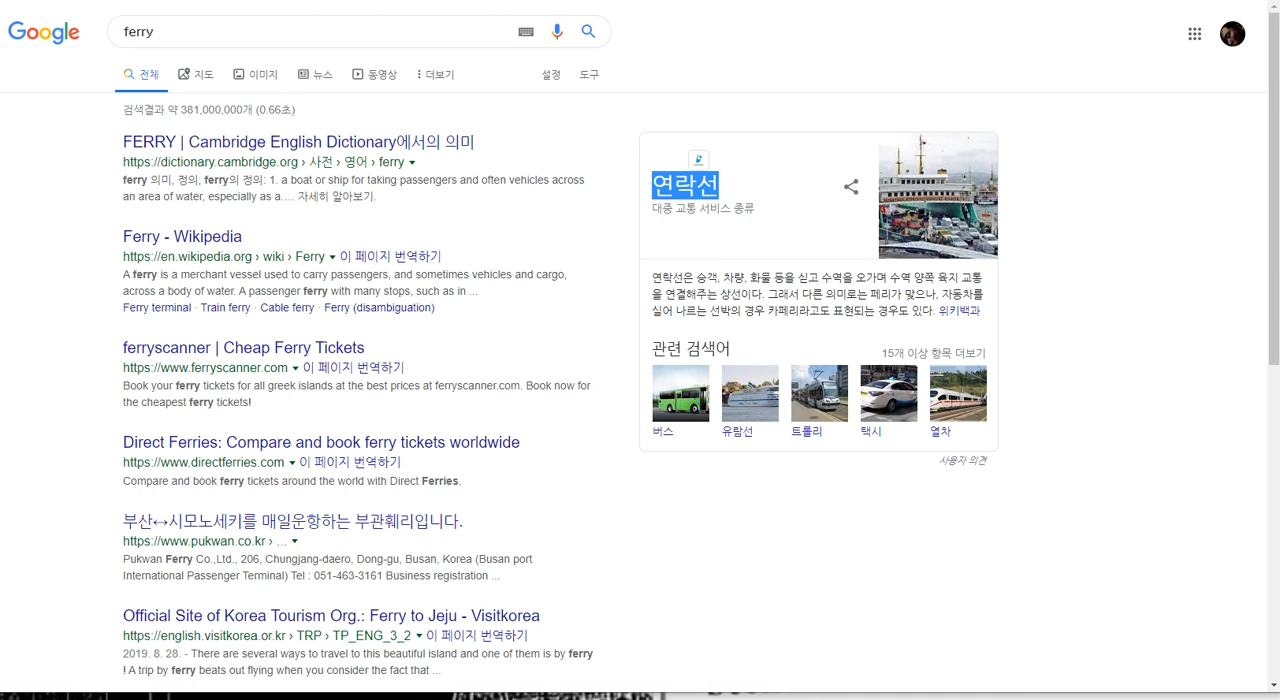 Google
ferry
전체
지도
이미지
뉴스
동영상
더보기
설정
도구
검색결과 약 381,000,000개 (0.66초)
FERRY | Cambridge English Dictionary에서의 의미
https://dictionary.cambridge.org › 사전 › 영어 › ferry
ferry 의미, 정의, ferry의 정의: 1. a boat or ship for taking passengers and often vehicles across
an area of water, especially as a.… 자세히 알아보기.
Ferry - Wikipedia
https://en.wikipedia.org › wiki › Ferry 이 페이지 번역하기
A ferry is a merchant vessel used to carry passengers, and sometimes vehicles and cargo,
across a body of water. A passenger ferry with many stops, such as in ...
Ferry terminal · Train ferry · Cable ferry · Ferry (disambiguation)
ferryscanner | Cheap Ferry Tickets
https://www.ferryscanner.com 이 페이지 번역하기
Book your ferry tickets for all greek islands at the best prices at ferryscanner.com. Book now for
the cheapest ferry tickets!
Direct Ferries: Compare and book ferry tickets worldwide
https://www.directferries.com 이 페이지 번역하기
Compare and book ferry tickets around the world with Direct Ferries.
부산↔시모노세키를 매일운항하는 부관훼리입니다.
https://www.pukwan.co.kr › ...
Pukwan Ferry Co.,Ltd., 206, Chungjang-daero, Dong-gu, Busan, Korea (Busan port
International Passenger Terminal) Tel : 051-463-3161 Business registration ...
Official Site of Korea Tourism Org.: Ferry to Jeju - Visitkorea
https://english.visitkorea.or.kr › TRP › TP_ENG_3_2 이 페이지 번역하기
2019. 8. 28. - There are several ways to travel to this beautiful island and one of them is by ferry
! A trip by ferry beats out flying when you consider the fact that ...
연락선
대중 교통 서비스 종류
연락선은 승객, 차량, 화물 등을 싣고 수역을 오가며 수역 양쪽 육지 교통
을 연결해주는 상선이다. 그래서 다른 의미로는 페리가 맞으나, 자동차를
실어 나르는 선박의 경우 카페리라고도 표현되는 경우도 있다. 위키백과
관련 검색어
15개 이상 항목 더보기
버스
유람선
트롤리
택시
열차
사용자 의견